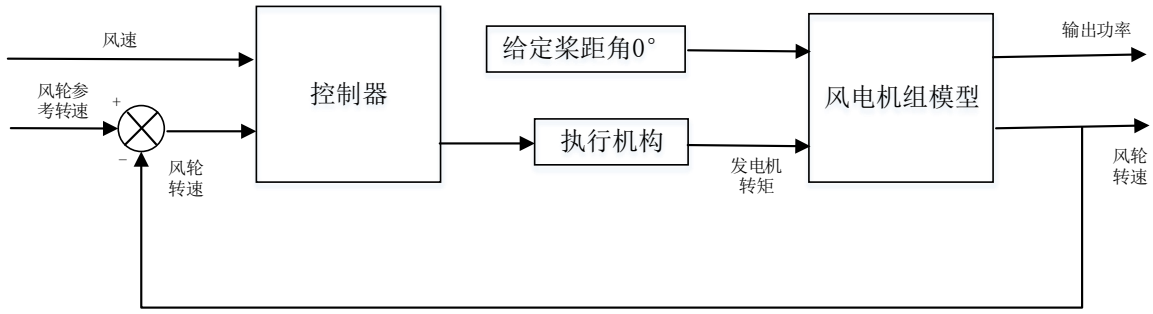 风速
风轮参
考转速
+
−
风轮
转速
控制器
给定桨距角0°
执行机构
发电机
转矩
风电机组模型
输出功率
风轮
转速